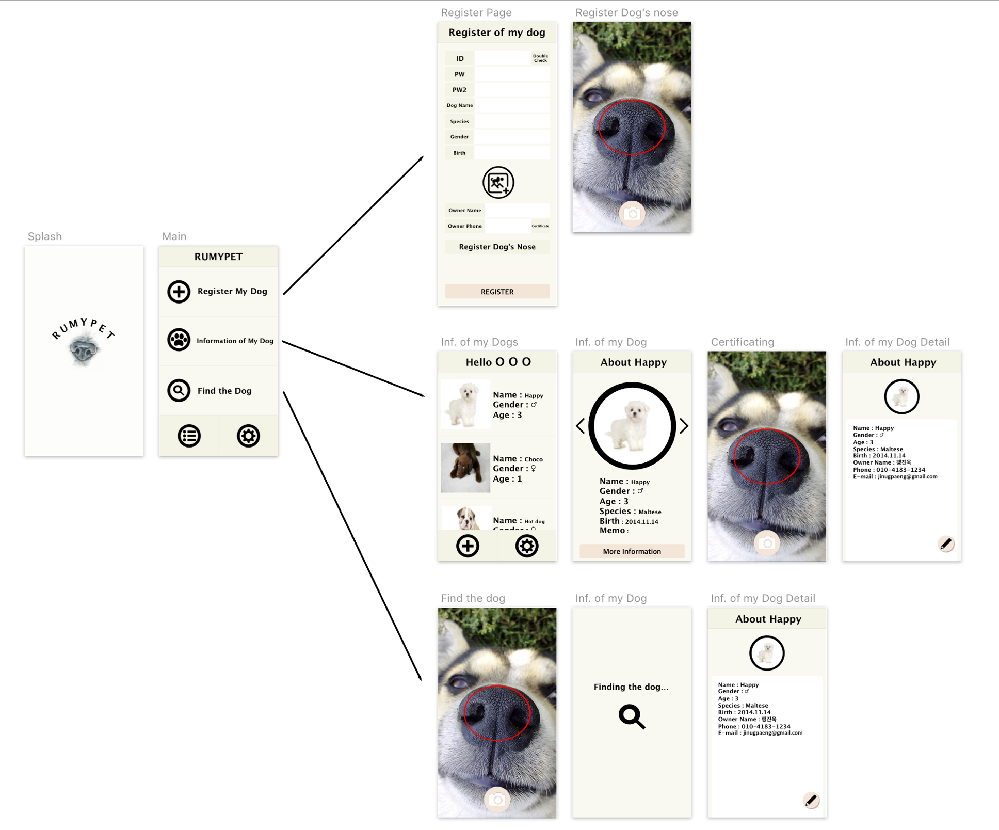 Register Page
Register of my dog
ID
Double
Check
PW
PW2
Dog Name
Species
Gender
Birth
Owner Name
Owner Phone
Certificate
Register Dog's Nose
REGISTER
Register Dog's nose
Splash
RUMYPET
Main
RUMYPET
Register My Dog
Information of My Dog
Find the Dog
Inf. of my Dogs
Hello O O O
Name : Happy
Gender : ♂
Age : 3
Name : Choco
Gender : ♀
Age : 1
Name : Hot dog
Gender : ♀
Inf. of my Dog
About Happy
Name : Happy
Gender : ♂
Age : 3
Species : Maltese
Birth : 2014.11.14
Memo :
More Information
Certificating
Inf. of my Dog Detail
About Happy
Name : Happy
Gender : ♂
Age : 3
Species : Maltese
Birth : 2014.11.14
Owner Name : 팽진욱
Phone : 010-4183-1234
E-mail : jinugpaeng@gmail.com
Find the dog
Inf. of my Dog
Finding the dog...
Inf. of my Dog Detail
About Happy
Name : Happy
Gender : ♂
Age : 3
Species : Maltese
Birth : 2014.11.14
Owner Name : 팽진욱
Phone : 010-4183-1234
E-mail : jinugpaeng@gmail.com